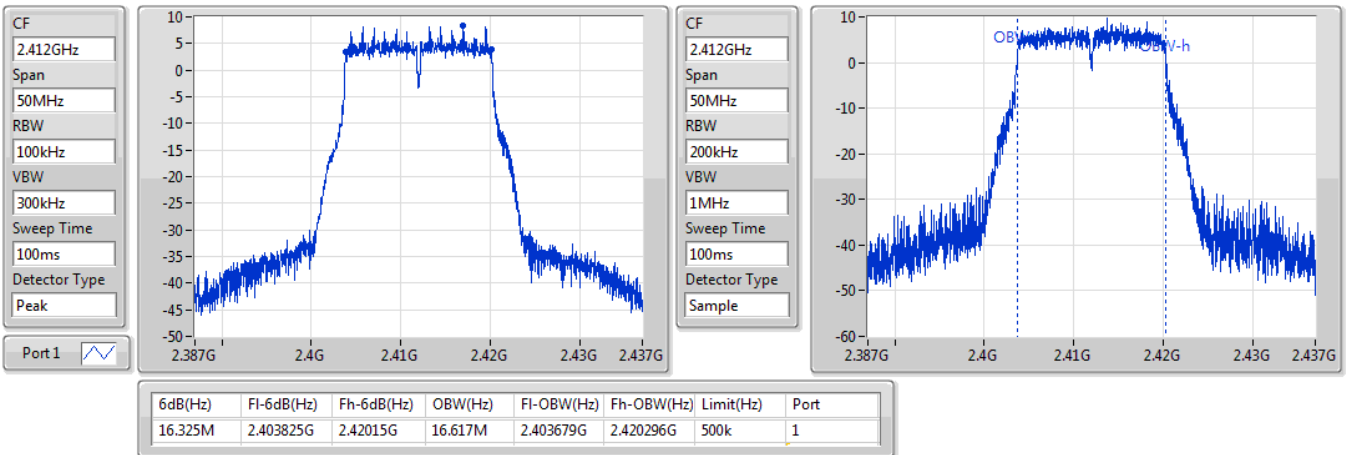 CF
2.412GHz
Span
50MHz
RBW
100kHz
VBW
300kHz
Sweep Time
100ms
Detector Type
Peak
Port 1
10
5
0
-5
-10
-15
-20
-25
-30
-35
-40
-45
-50
2.387G 2.4G 2.41G 2.42G 2.43G 2.437G
CF
2.412GHz
Span
50MHz
RBW
200kHz
VBW
1MHz
Sweep Time
100ms
Detector Type
Sample
10
0
-10
-20
-30
-40
-50
-60
OBW-h
2.387G 2.4G 2.41G 2.42G 2.43G 2.437G
6dB(Hz) Fl-6dB(Hz) Fh-6dB(Hz) OBW(Hz) Fl-OBW(Hz) Fh-OBW(Hz) Limit(Hz) Port
16.325M 2.403825G 2.42015G 16.617M 2.403679G 2.420296G 500k 1